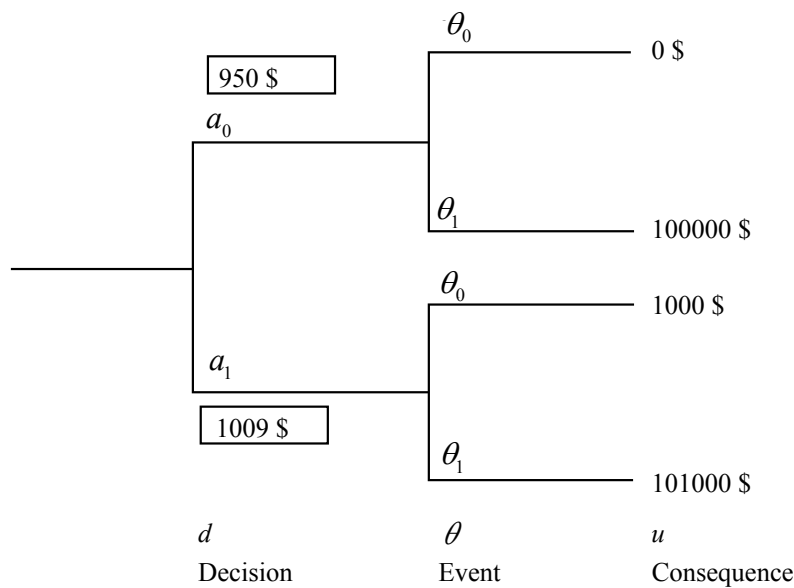 θ₀
0 $
950 $
a₀
θ₁
100000 $
θ₀
1000 $
a₁
1009 $
θ₁
101000 $
d θ u
Decision Event Consequence